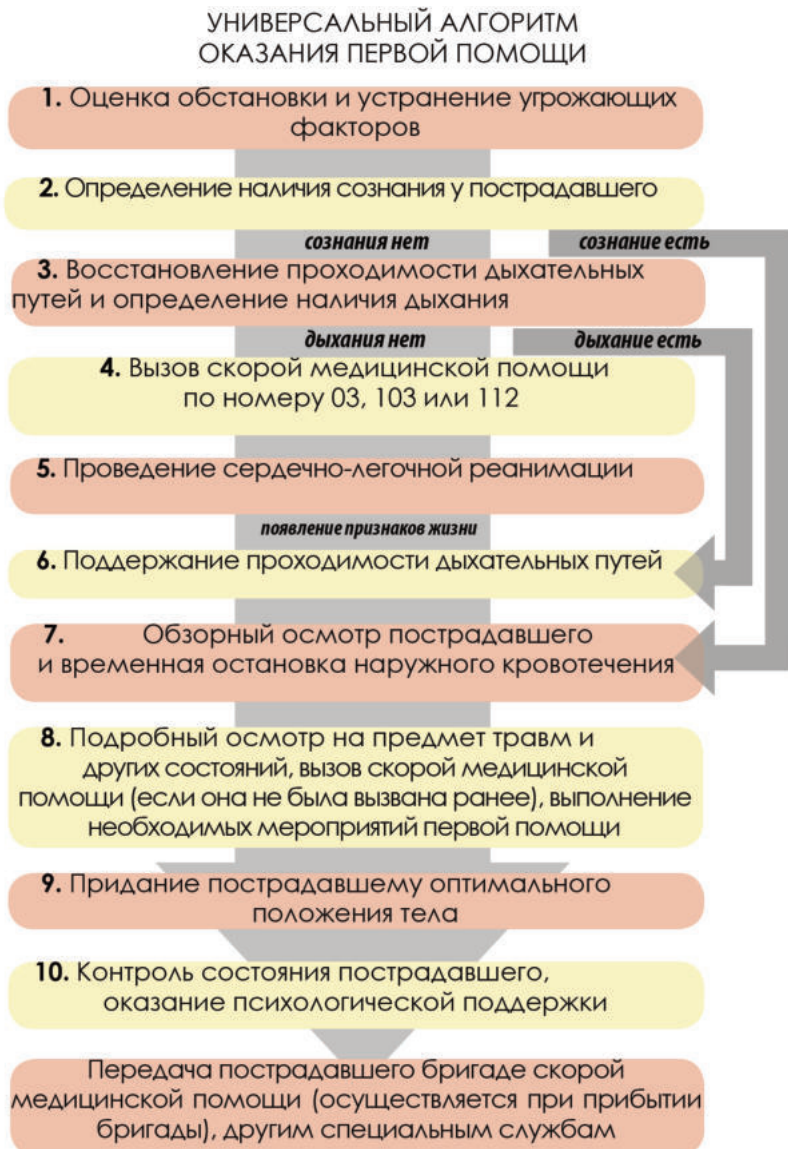 УНИВЕРСАЛЬНЫЙ АЛГОРИТМ
ОКАЗАНИЯ ПЕРВОЙ ПОМОЩИ
1. Оценка обстановки и устранение угрожающих
факторов
2. Определение наличия сознания у пострадавшего
сознания нет
сознание есть
3. Восстановление проходимости дыхательных
путей и определение наличия дыхания
дыхания нет
дыхание есть
4. Вызов скорой медицинской помощи
по номеру 03, 103 или 112
5. Проведение сердечно-легочной реанимации
появление признаков жизни
6. Поддержание проходимости дыхательных путей
7. Обзорный осмотр пострадавшего
и временная остановка наружного кровотечения
8. Подробный осмотр на предмет травм и
других состояний, вызов скорой медицинской
помощи (если она не была вызвана ранее), выполнение
необходимых мероприятий первой помощи
9. Придание пострадавшему оптимального
положения тела
10. Контроль состояния пострадавшего,
оказание психологической поддержки
Передача пострадавшего бригаде скорой
медицинской помощи (осуществляется при прибытии
бригады), другим специальным службам